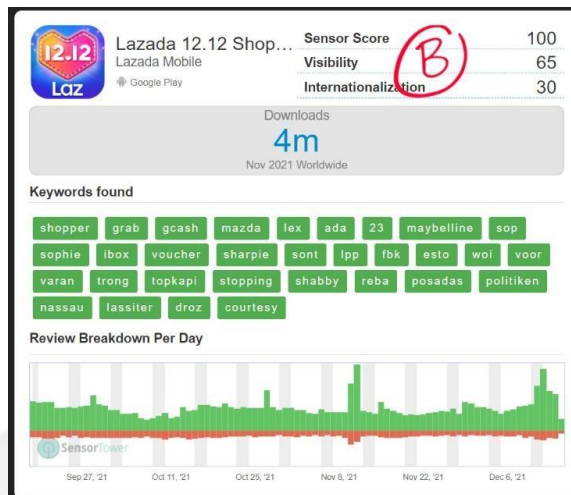 12.12
Laz
Lazada 12.12 Shop...
Lazada Mobile
Google Play
Sensor Score 100
Visibility 65
Internationalization 30
B
Downloads
4m
Nov 2021 Worldwide
Keywords found
shopper grab gcash mazda lex ada 23 maybelline sop
sophie ibox voucher sharpie sont lpp fbk esto woi voor
varan trong topkapi stopping shabby reba posadas politiken
nassau lassiter droz courtesy
Review Breakdown Per Day
SensorTower
Sep 27, '21 Oct 11, '21 Oct 25, '21 Nov 8, '21 Nov 22, '21 Dec 6, '21